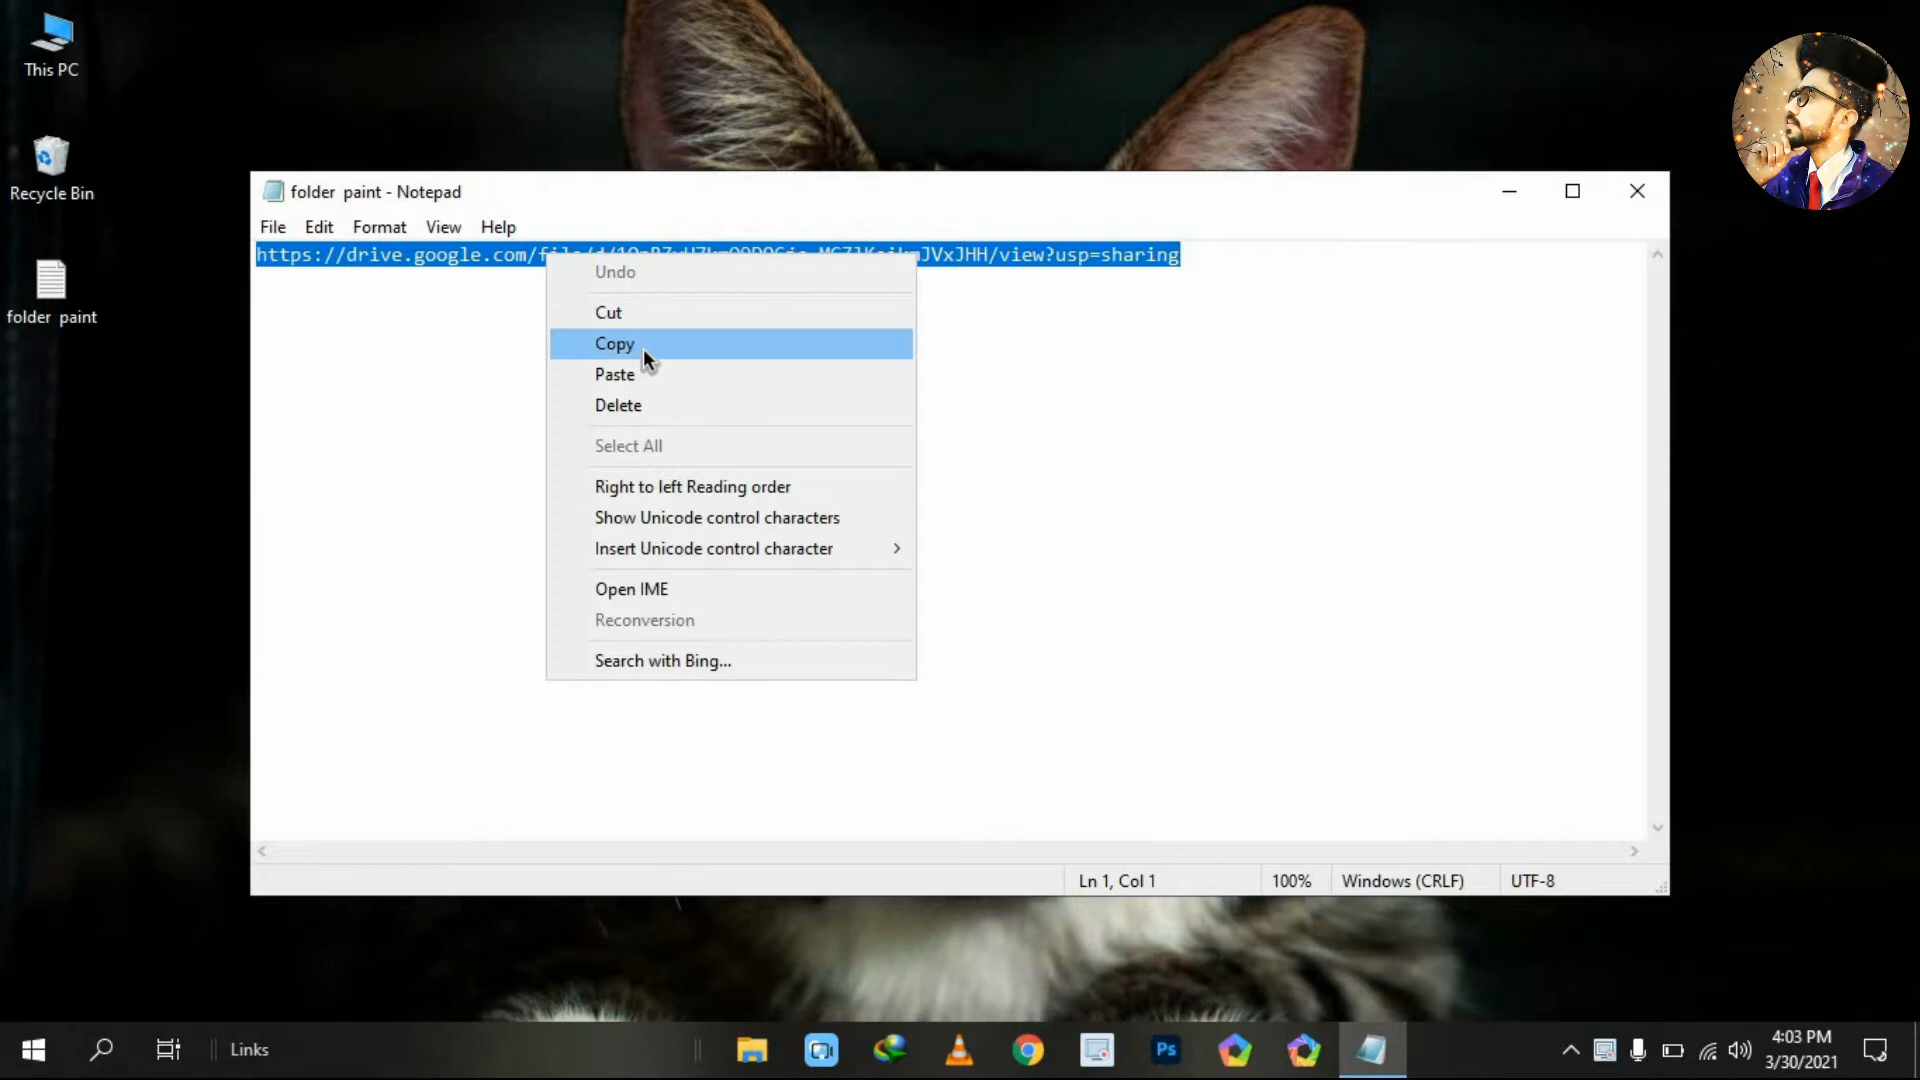 This PC
Recycle Bin
folder paint
folder paint - Notepad
File Edit Format View Help
https://drive.google.com/ JVxJHH/view?usp=sharing
Undo
Cut
Copy
Paste
Delete
Select All
Right to left Reading order
Show Unicode control characters
Insert Unicode control character
Open IME
Reconversion
Search with Bing...
Ln 1, Col 1 100% Windows (CRLF) UTF-8
Links
Ps
4:03 PM
3/30/2021